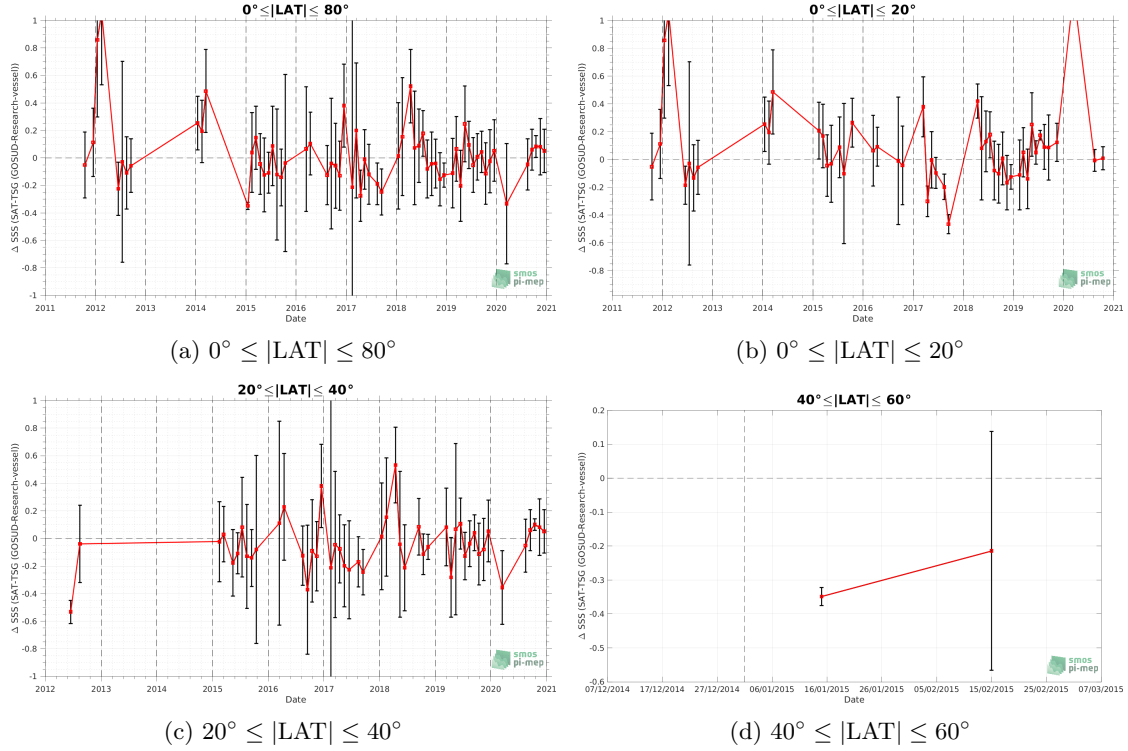 0°≤|LAT|≤ 80°
Δ SSS (SAT-TSG (GOSUD-Research-vessel))
1
0.8
0.6
0.4
0.2
0
-0.2
-0.4
-0.6
-0.8
-1
2011 2012 2013 2014 2015 2016 2017 2018 2019 2020 2021
Date
smos
pi-mep
(a) 0° ≤ |LAT| ≤ 80°
0°≤|LAT|≤ 20°
Δ SSS (SAT-TSG (GOSUD-Research-vessel))
0.8
0.6
0.4
0.2
0
-0.2
-0.4
-0.6
-0.8
2011 2012 2013 2014 2015 2016 2017 2018 2019 2020 2021
Date
smos
pi-mep
(b) 0° ≤ |LAT| ≤ 20°
20°≤|LAT|≤ 40°
Δ SSS (SAT-TSG (GOSUD-Research-vessel))
1
0.8
0.6
0.4
0.2
0
-0.2
-0.4
-0.6
-0.8
-1
2012 2013 2014 2015 2016 2017 2018 2019 2020 2021
Date
smos
pi-mep
(c) 20° ≤ |LAT| ≤ 40°
40°≤|LAT|≤ 60°
Δ SSS (SAT-TSG (GOSUD-Research-vessel))
0.2
0.1
0
-0.1
-0.2
-0.3
-0.4
-0.5
-0.6
07/12/2014 17/12/2014 27/12/2014 06/01/2015 16/01/2015 26/01/2015 05/02/2015 15/02/2015 25/02/2015 07/03/2015
Date
smos
pi-mep
(d) 40° ≤ |LAT| ≤ 60°